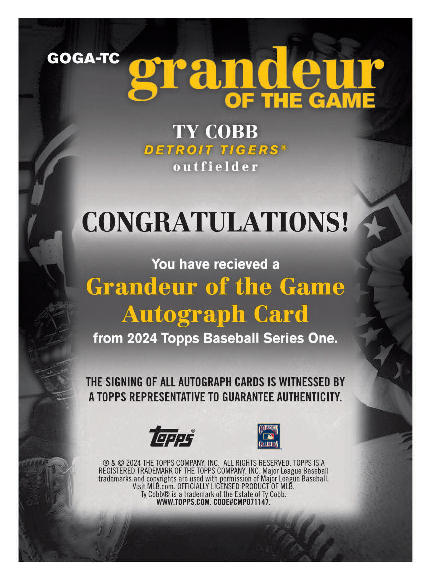 GOGA-TC
grandeur
OF THE GAME
TY COBB
DETROIT TIGERS®
outfielder
CONGRATULATIONS!
You have recieved a
Grandeur of the Game
Autograph Card
from 2024 Topps Baseball Series One.
THE SIGNING OF ALL AUTOGRAPH CARDS IS WITNESSED BY
A TOPPS REPRESENTATIVE TO GUARANTEE AUTHENTICITY.
Topps
® & © 2024 THE TOPPS COMPANY, INC. ALL RIGHTS RESERVED. TOPPS IS A
REGISTERED TRADEMARK OF THE TOPPS COMPANY, INC. Major League Baseball
trademarks and copyrights are used with permission of Major League Baseball.
Visit MLB.com. OFFICIALLY LICENSED PRODUCT OF MLB.
Ty Cobb® is a trademark of the Estate of Ty Cobb.
WWW.TOPPS.COM. CODE#CMP071147.